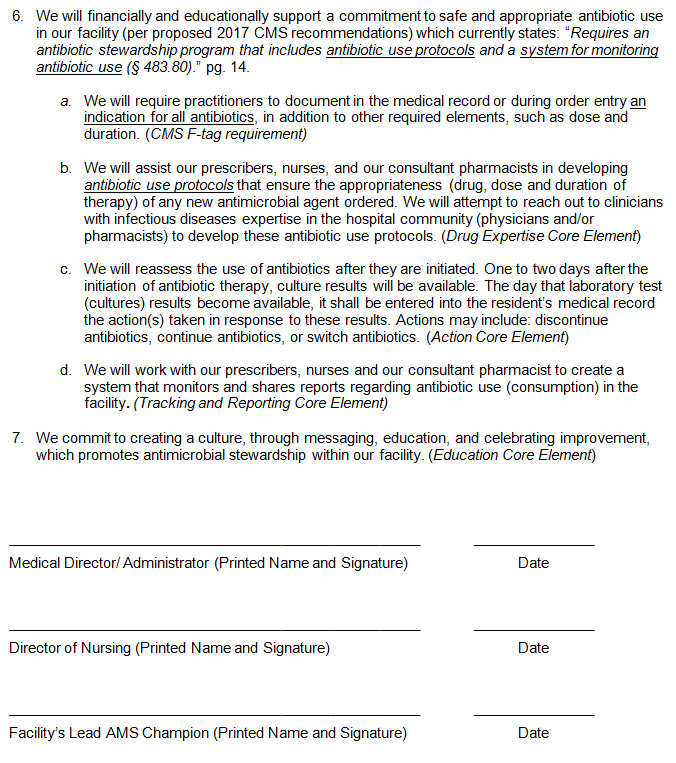 6. We will financially and educationally support a commitment to safe and appropriate antibiotic use
in our facility (per proposed 2017 CMS recommendations) which currently states: “Requires an
antibiotic stewardship program that includes antibiotic use protocols and a system for monitoring
antibiotic use (§ 483.80).” pg. 14.
a. We will require practitioners to document in the medical record or during order entry an
indication for all antibiotics, in addition to other required elements, such as dose and
duration. (CMS F-tag requirement)
b. We will assist our prescribers, nurses, and our consultant pharmacists in developing
antibiotic use protocols that ensure the appropriateness (drug, dose and duration of
therapy) of any new antimicrobial agent ordered. We will attempt to reach out to clinicians
with infectious diseases expertise in the hospital community (physicians and/or
pharmacists) to develop these antibiotic use protocols. (Drug Expertise Core Element)
c. We will reassess the use of antibiotics after they are initiated. One to two days after the
initiation of antibiotic therapy, culture results will be available. The day that laboratory test
(cultures) results become available, it shall be entered into the resident’s medical record
the action(s) taken in response to these results. Actions may include: discontinue
antibiotics, continue antibiotics, or switch antibiotics. (Action Core Element)
d. We will work with our prescribers, nurses and our consultant pharmacist to create a
system that monitors and shares reports regarding antibiotic use (consumption) in the
facility. (Tracking and Reporting Core Element)
7. We commit to creating a culture, through messaging, education, and celebrating improvement,
which promotes antimicrobial stewardship within our facility. (Education Core Element)
Medical Director/ Administrator (Printed Name and Signature) Date
Director of Nursing (Printed Name and Signature) Date
Facility’s Lead AMS Champion (Printed Name and Signature) Date